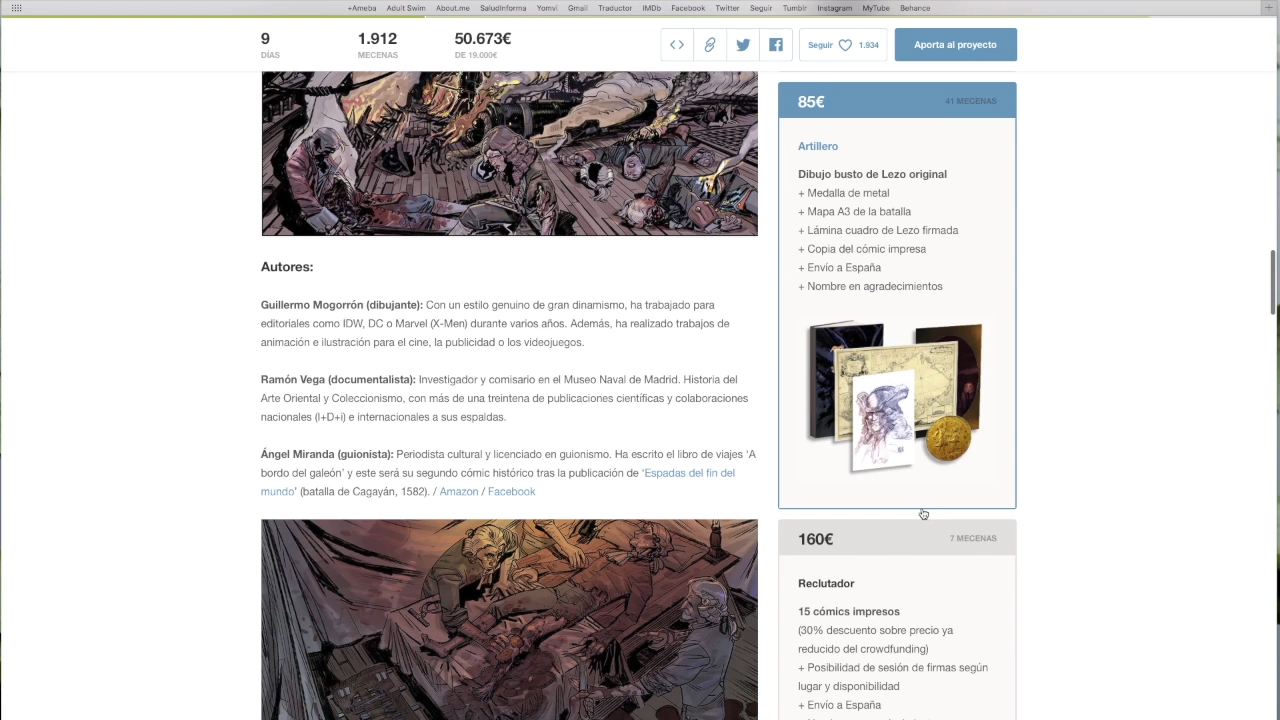 +Ameba Adult Swim About.me SaludInforma Yomvi Gmail Traductor IMDb Facebook Twitter Seguir Tumblr Instagram MyTube Behance
9 1.912 50.673€
DÍAS MECENAS DE 19.000€
Seguir 1.934
Aporta al proyecto
Autores:
Guillermo Mogorrón (dibujante): Con un estilo genuino de gran dinamismo, ha trabajado para
editoriales como IDW, DC o Marvel (X-Men) durante varios años. Además, ha realizado trabajos de
animación e ilustración para el cine, la publicidad o los videojuegos.
Ramón Vega (documentalista): Investigador y comisario en el Museo Naval de Madrid. Historia del
Arte Oriental y Coleccionismo, con más de una treintena de publicaciones científicas y colaboraciones
nacionales (I+D+i) e internacionales a sus espaldas.
Ángel Miranda (guionista): Periodista cultural y licenciado en guionismo. Ha escrito el libro de viajes ‘A
bordo del galeón’ y este será su segundo cómic histórico tras la publicación de ‘Espadas del fin del
mundo’ (batalla de Cagayán, 1582). / Amazon / Facebook
85€ 41 MECENAS
Artillero
Dibujo busto de Lezo original
+ Medalla de metal
+ Mapa A3 de la batalla
+ Lámina cuadro de Lezo firmada
+ Copia del cómic impresa
+ Envío a España
+ Nombre en agradecimientos
160€ 7 MECENAS
Reclutador
15 cómics impresos
(30% descuento sobre precio ya
reducido del crowdfunding)
+ Posibilidad de sesión de firmas según
lugar y disponibilidad
+ Envío a España